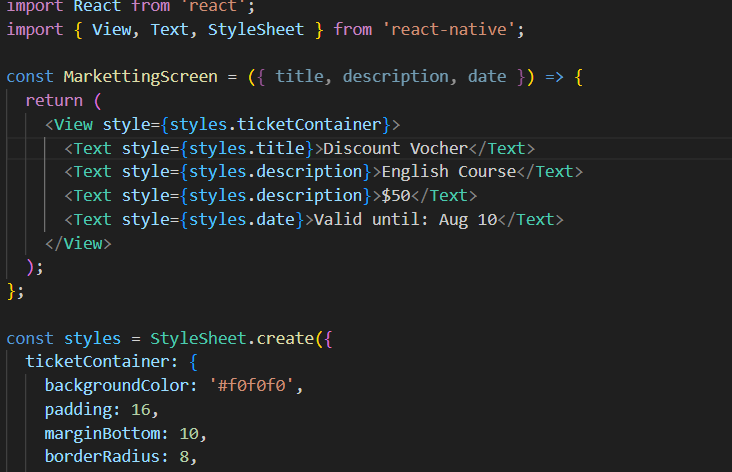 import React from 'react';
import { View, Text, StyleSheet } from 'react-native';
const MarkettingScreen = ({ title, description, date }) => {
return (
<View style={styles.ticketContainer}>
<Text style={styles.title}>Discount Vocher</Text>
<Text style={styles.description}>English Course</Text>
<Text style={styles.description}>$50</Text>
<Text style={styles.date}>Valid until: Aug 10</Text>
</View>
);
};
const styles = StyleSheet.create({
ticketContainer: {
backgroundColor: '#f0f0f0',
padding: 16,
marginBottom: 10,
borderRadius: 8,